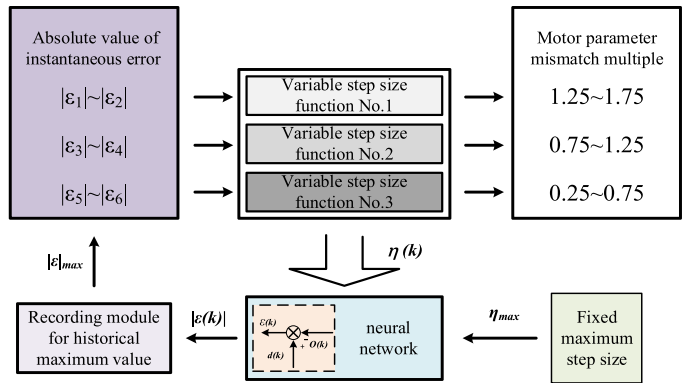 Absolute value of
instantaneous error
|ε₁|~|ε₂|
|ε₃|~|ε₄|
|ε₅|~|ε₆|
Variable step size
function No.1
Variable step size
function No.2
Variable step size
function No.3
Motor parameter
mismatch multiple
1.25~1.75
0.75~1.25
0.25~0.75
|ε|max
η(k)
Recording module
for historical
maximum value
|ε(k)|
ε(k)
+
−
O(k)
d(k)
neural
network
ηmax
Fixed
maximum
step size